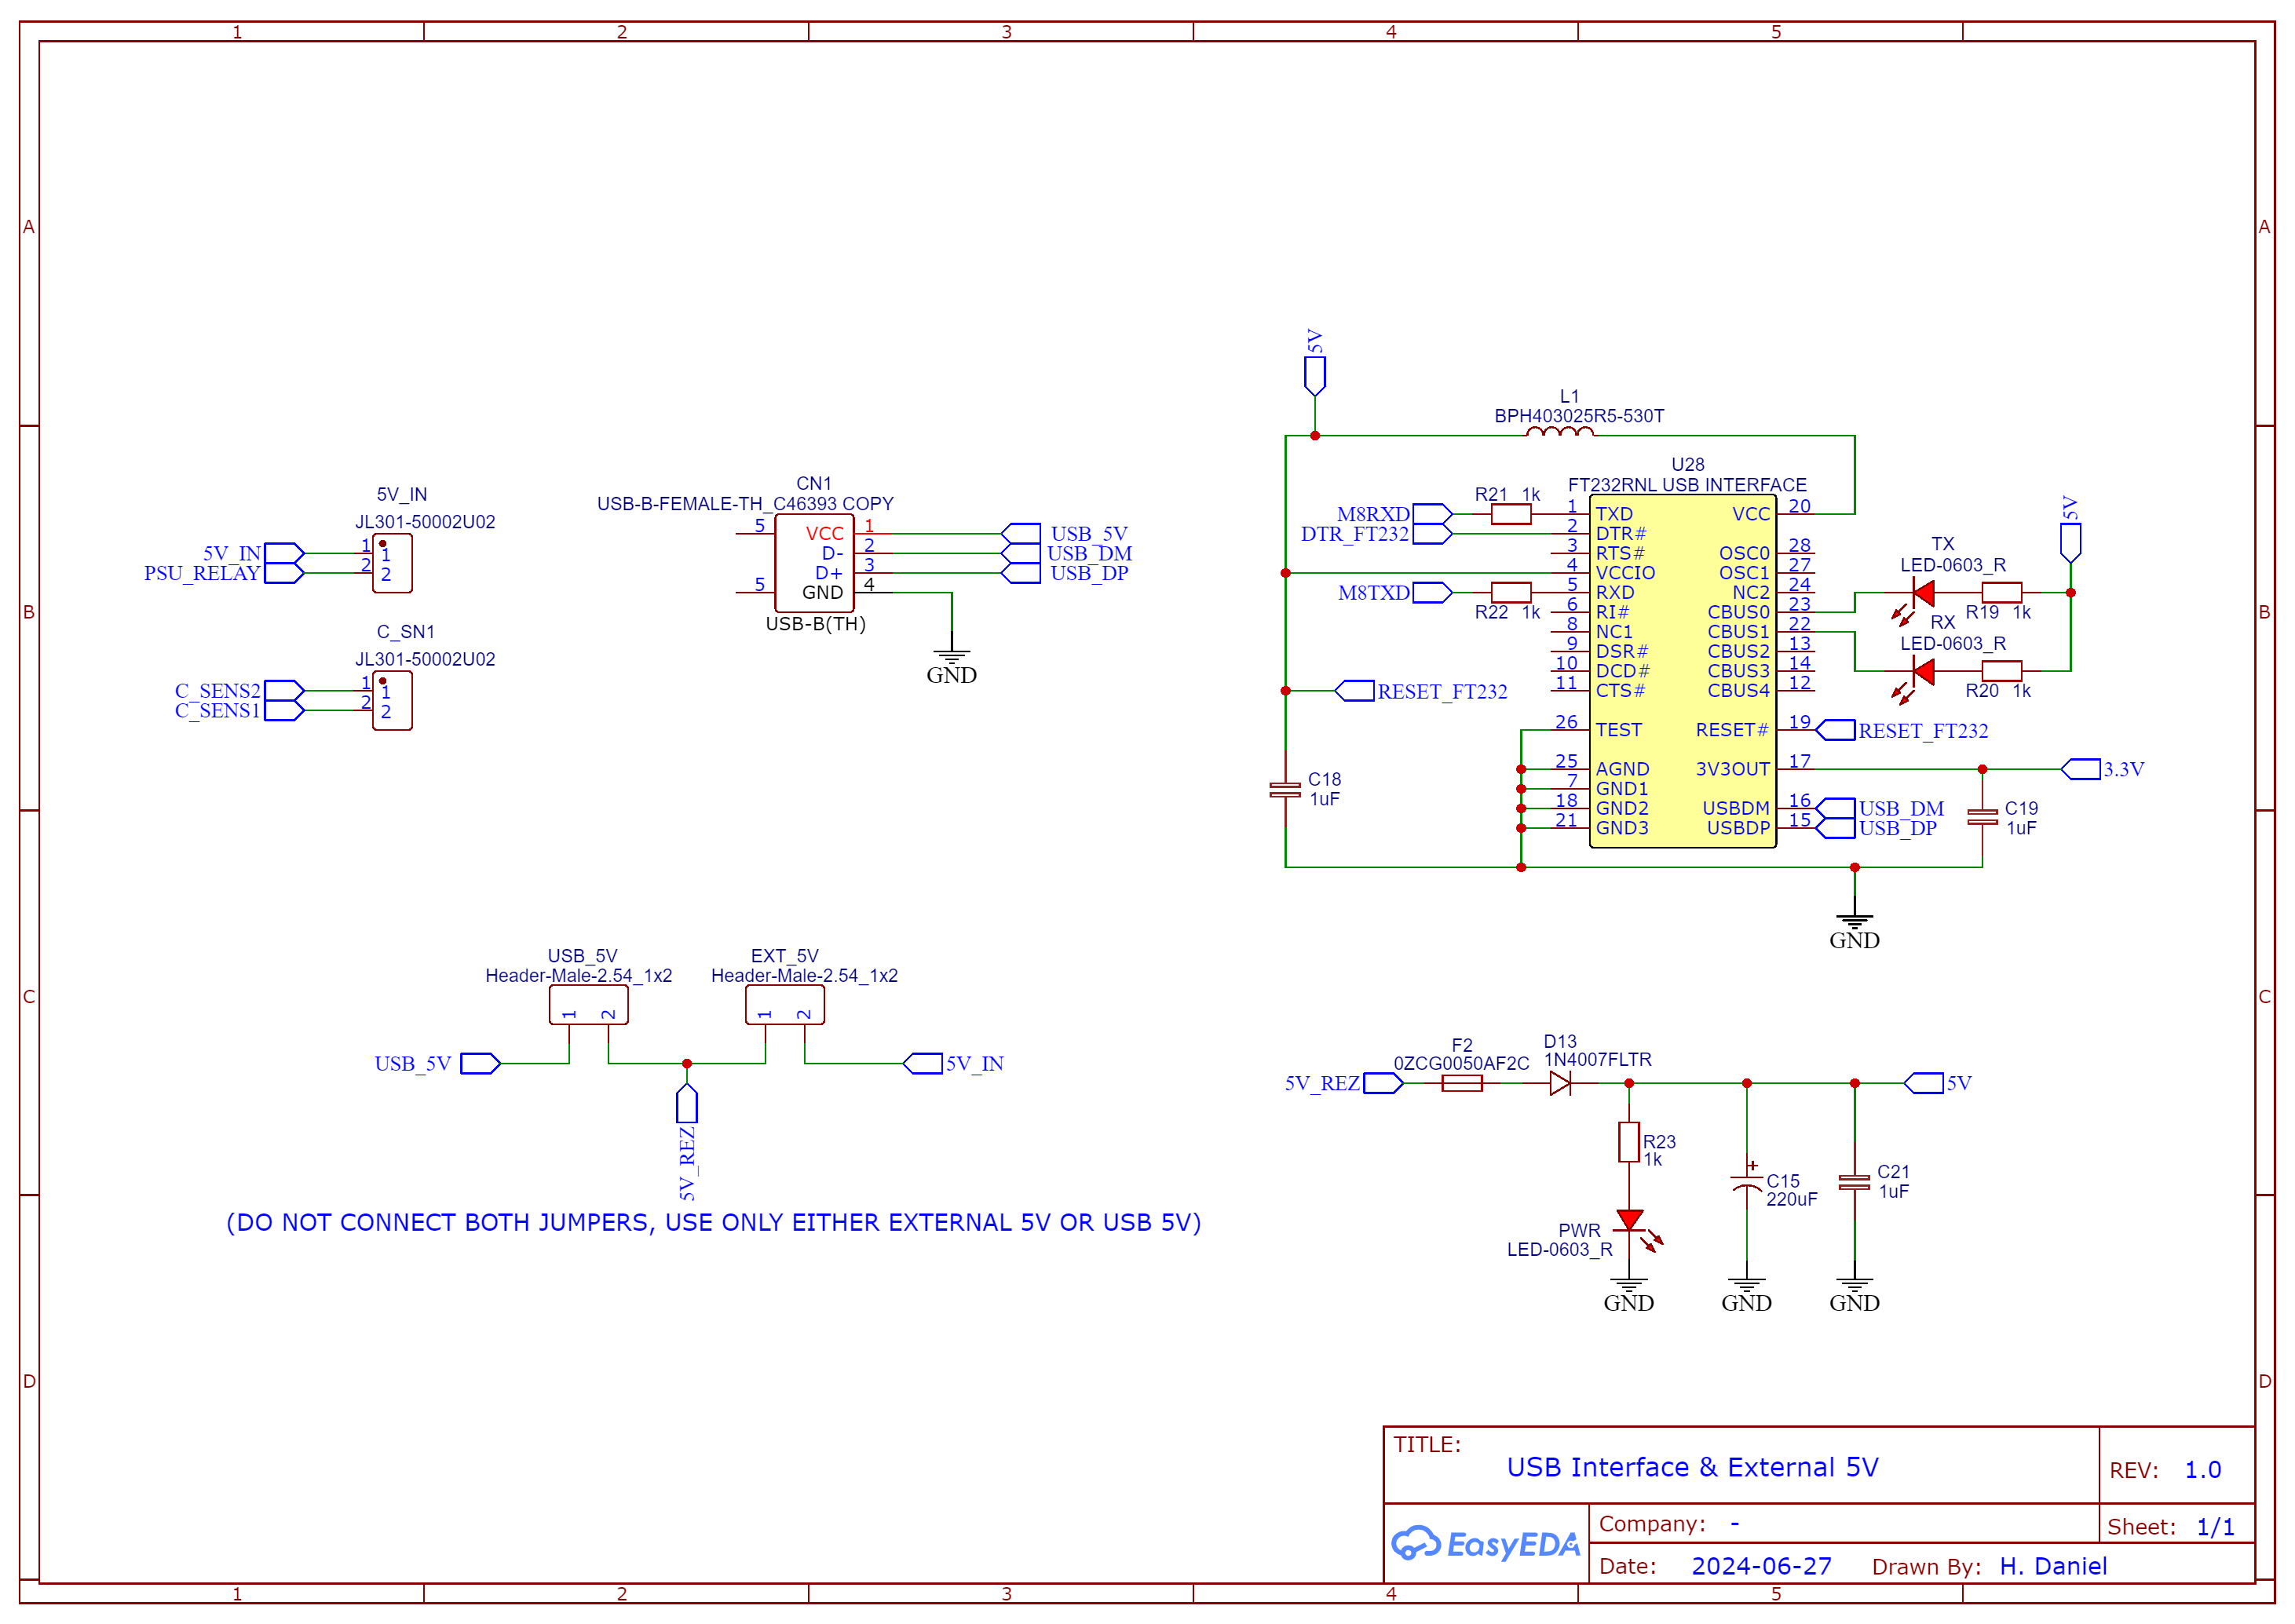 1 2 3 4 5
A A
B B
C C
D D
5V_IN
JL301-50002U02
5V_IN 1 1
PSU_RELAY 2 2
C_SN1
JL301-50002U02
C_SENS2 1 1
C_SENS1 2 2
CN1
USB-B-FEMALE-TH_C46393 COPY
5 VCC 1 USB_5V
D- 2 USB_DM
D+ 3 USB_DP
5 GND 4
USB-B(TH)
GND
5V
L1
BPH403025R5-530T
U28
FT232RNL USB INTERFACE
M8RXD R21 1k 1 TXD VCC 20
DTR_FT232 2 DTR#
3 RTS# OSC0 28
4 VCCIO OSC1 27
M8TXD R22 1k 5 RXD NC2 24
6 RI# CBUS0 23
8 NC1 CBUS1 22
9 DSR# CBUS2 13
10 DCD# CBUS3 14
11 CTS# CBUS4 12
RESET_FT232
26 TEST RESET# 19 RESET_FT232
25 AGND 3V3OUT 17 3.3V
7 GND1
18 GND2 USBDM 16 USB_DM
21 GND3 USBDP 15 USB_DP
5V
TX
LED-0603_R
R19 1k
RX
LED-0603_R
R20 1k
C18
1uF
C19
1uF
GND
USB_5V
Header-Male-2.54_1x2
1 2
EXT_5V
Header-Male-2.54_1x2
1 2
USB_5V
5V_IN
5V_REZ
(DO NOT CONNECT BOTH JUMPERS, USE ONLY EITHER EXTERNAL 5V OR USB 5V)
5V_REZ
F2
0ZCG0050AF2C
D13
1N4007FLTR
5V
R23
1k
PWR
LED-0603_R
+
C15
220uF
C21
1uF
GND GND GND
TITLE:
USB Interface & External 5V
REV: 1.0
EasyEDA
Company: -
Sheet: 1/1
Date: 2024-06-27 Drawn By: H. Daniel
1 2 3 4 5